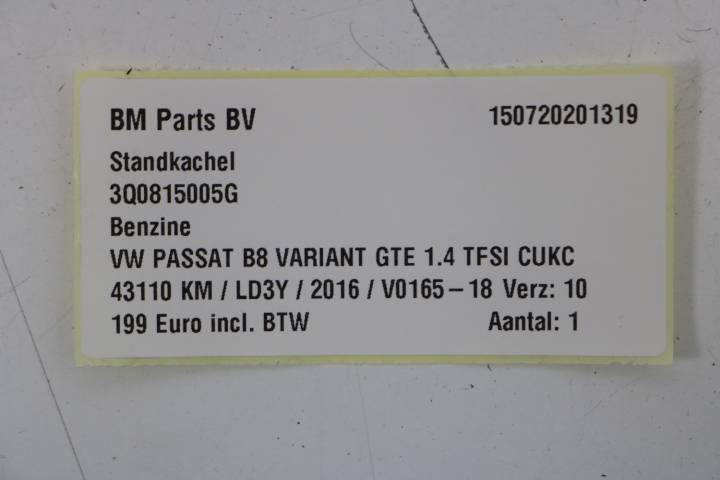 BM Parts BV 150720201319
Standkachel
3Q0815005G
Benzine
VW PASSAT B8 VARIANT GTE 1.4 TFSI CUKC
43110 KM / LD3Y / 2016 / V0165-18 Verz: 10
199 Euro incl. BTW Aantal: 1